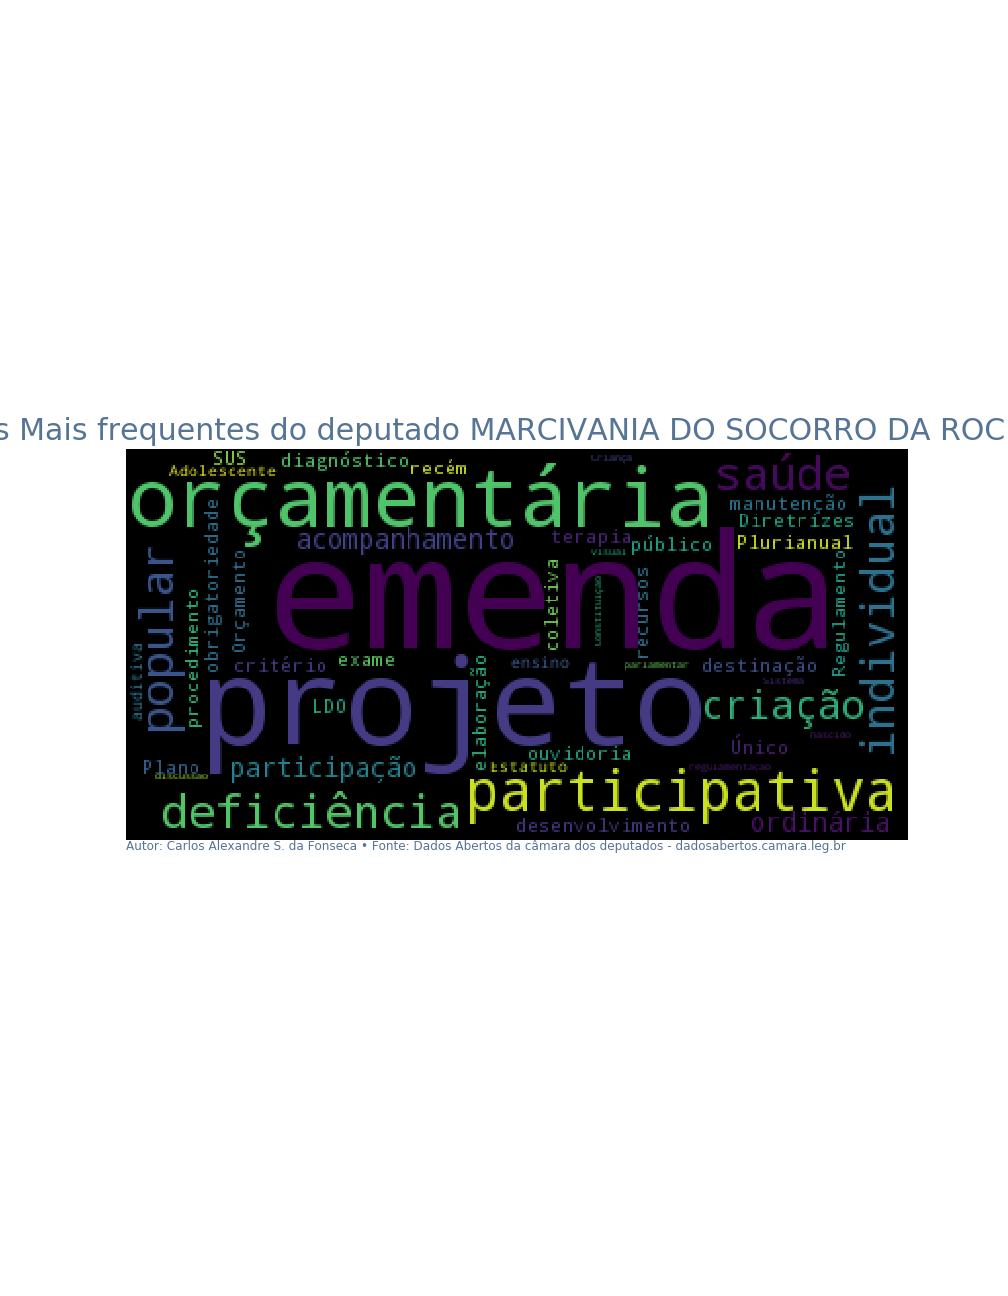 s Mais frequentes do deputado MARCIVANIA DO SOCORRO DA ROC
SUS
diagnóstico
Adolescente
recém
Criança
saúde
orçamentária
manutenção
Diretrizes
individual
acompanhamento
terapia
público
Plurianual
visual
emenda
popular
obrigatoriedade
Orçamento
procedimento
auditiva
coletiva
Constituição
recursos
Regulamento
critério
exame
ensino
parlamentar
destinação
Sistema
projeto
LDO
elaboração
criação
nascido
Único
ouvidoria
Plano
discussão
participação
Estatuto
regulamentação
participativa
deficiência
desenvolvimento
ordinária
Autor: Carlos Alexandre S. da Fonseca • Fonte: Dados Abertos da câmara dos deputados - dadosabertos.camara.leg.br